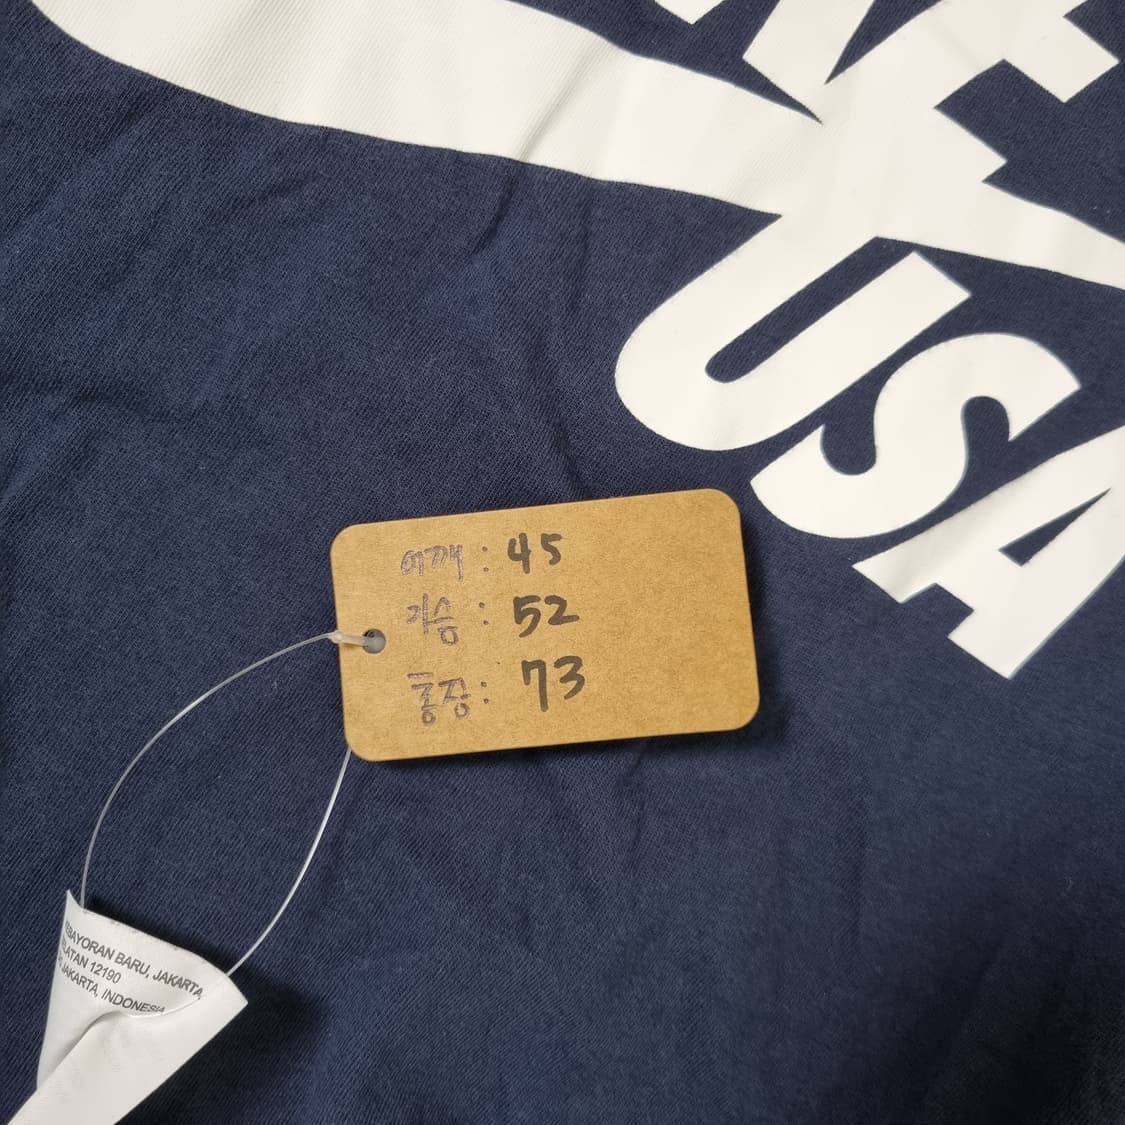 USA
어깨 : 45
가슴 : 52
총장 : 73
KEBAYORAN BARU, JAKARTA
SELATAN 12190
JAKARTA, INDONESIA